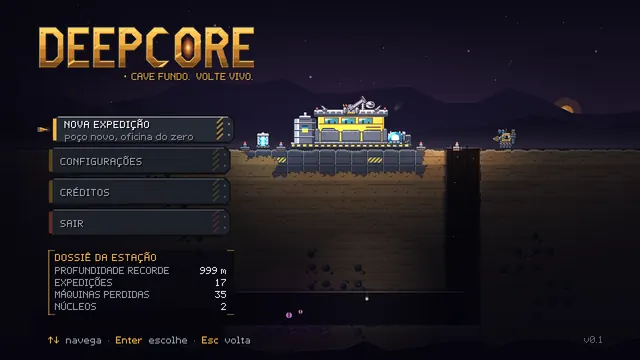 DEEPCORE
• CAVE FUNDO. VOLTE VIVO.
NOVA EXPEDIÇÃO
poço novo, oficina do zero
CONFIGURAÇÕES
CRÉDITOS
SAIR
DOSSIÊ DA ESTAÇÃO
PROFUNDIDADE RECORDE 999 m
EXPEDIÇÕES 17
MÁQUINAS PERDIDAS 35
NÚCLEOS 2
↑↓ navega · Enter escolhe · Esc volta
v0.1